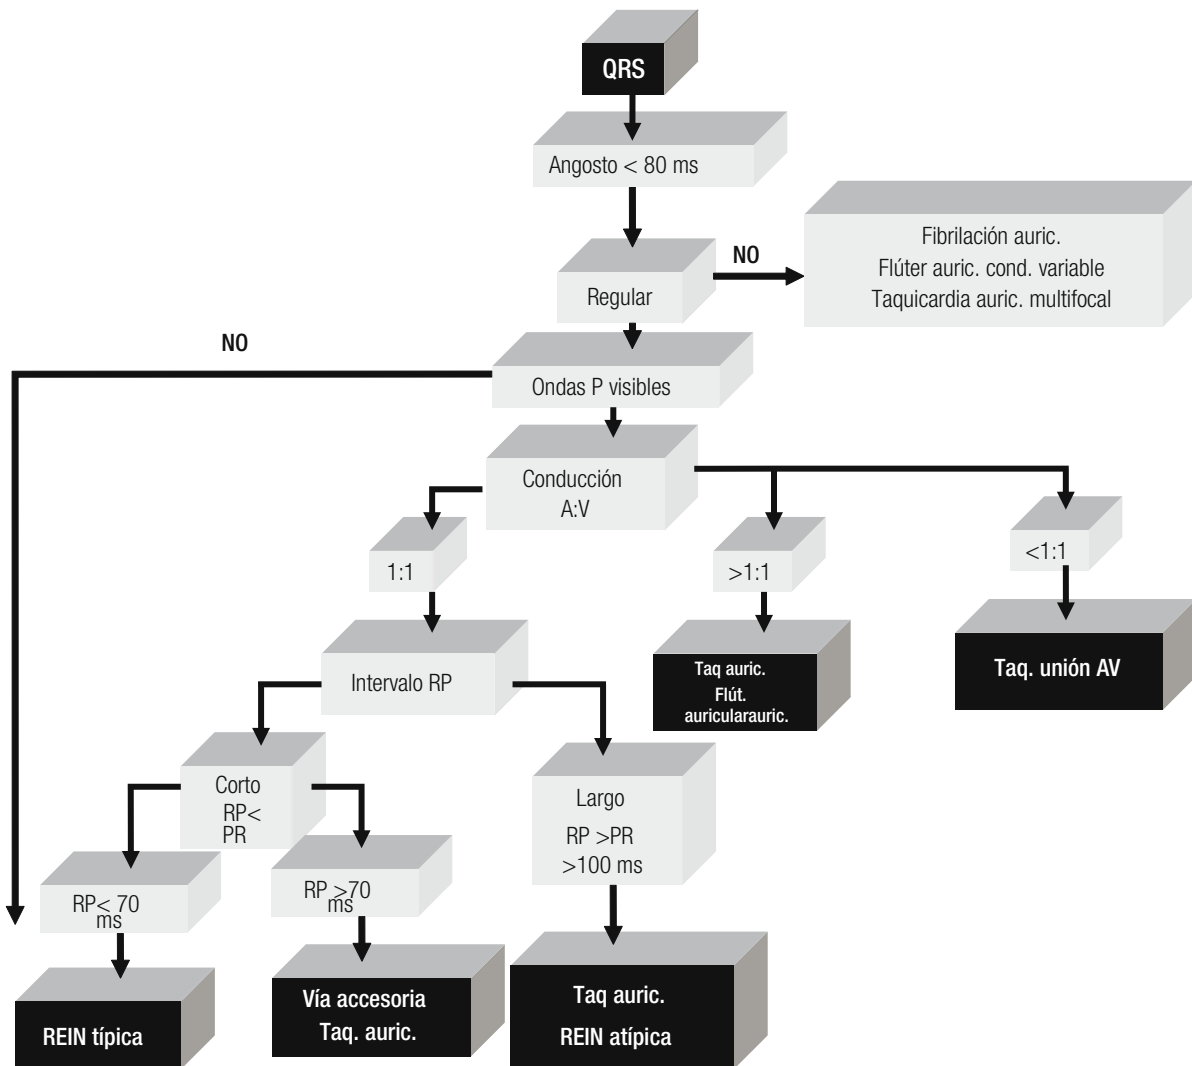 QRS
Angosto < 80 ms
Regular
NO
Fibrilación auric.
Flúter auric. cond. variable
Taquicardia auric. multifocal
NO
Ondas P visibles
Conducción
A:V
1:1
>1:1
<1:1
Intervalo RP
Taq auric.
Flút.
auricularauric.
Taq. unión AV
Corto
RP<
PR
Largo
RP >PR
>100 ms
RP< 70
ms
RP >70
ms
REIN típica
Vía accesoria
Taq. auric.
Taq auric.
REIN atípica